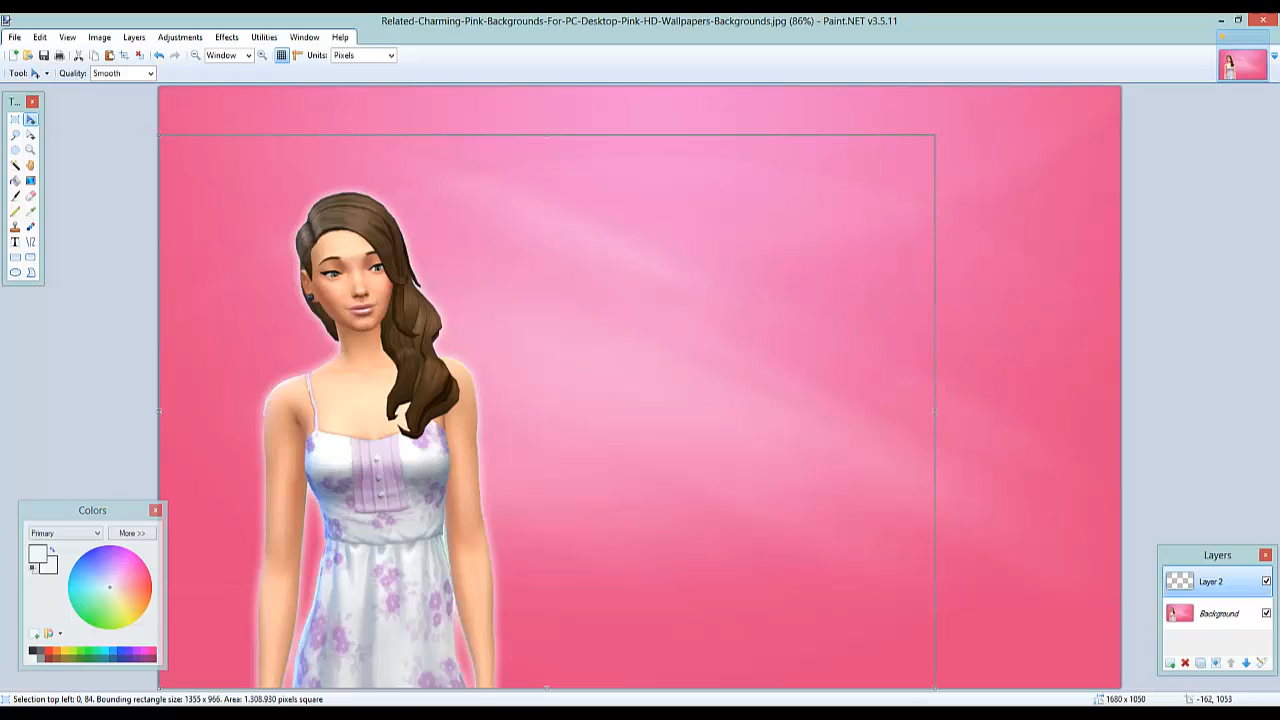 Related-Charming-Pink-Backgrounds-For-PC-Desktop-Pink-HD-Wallpapers-Backgrounds.jpg (86%) - Paint.NET v3.5.11
File Edit View Image Layers Adjustments Effects Utilities Window Help
Window Units: Pixels
Tool: Quality: Smooth
T...
Colors
Primary More >>
Layers
Layer 2
Background
Selection top left: 0, 84. Bounding rectangle size: 1355 x 966. Area: 1.308.930 pixels square 1680 x 1050 -162, 1053